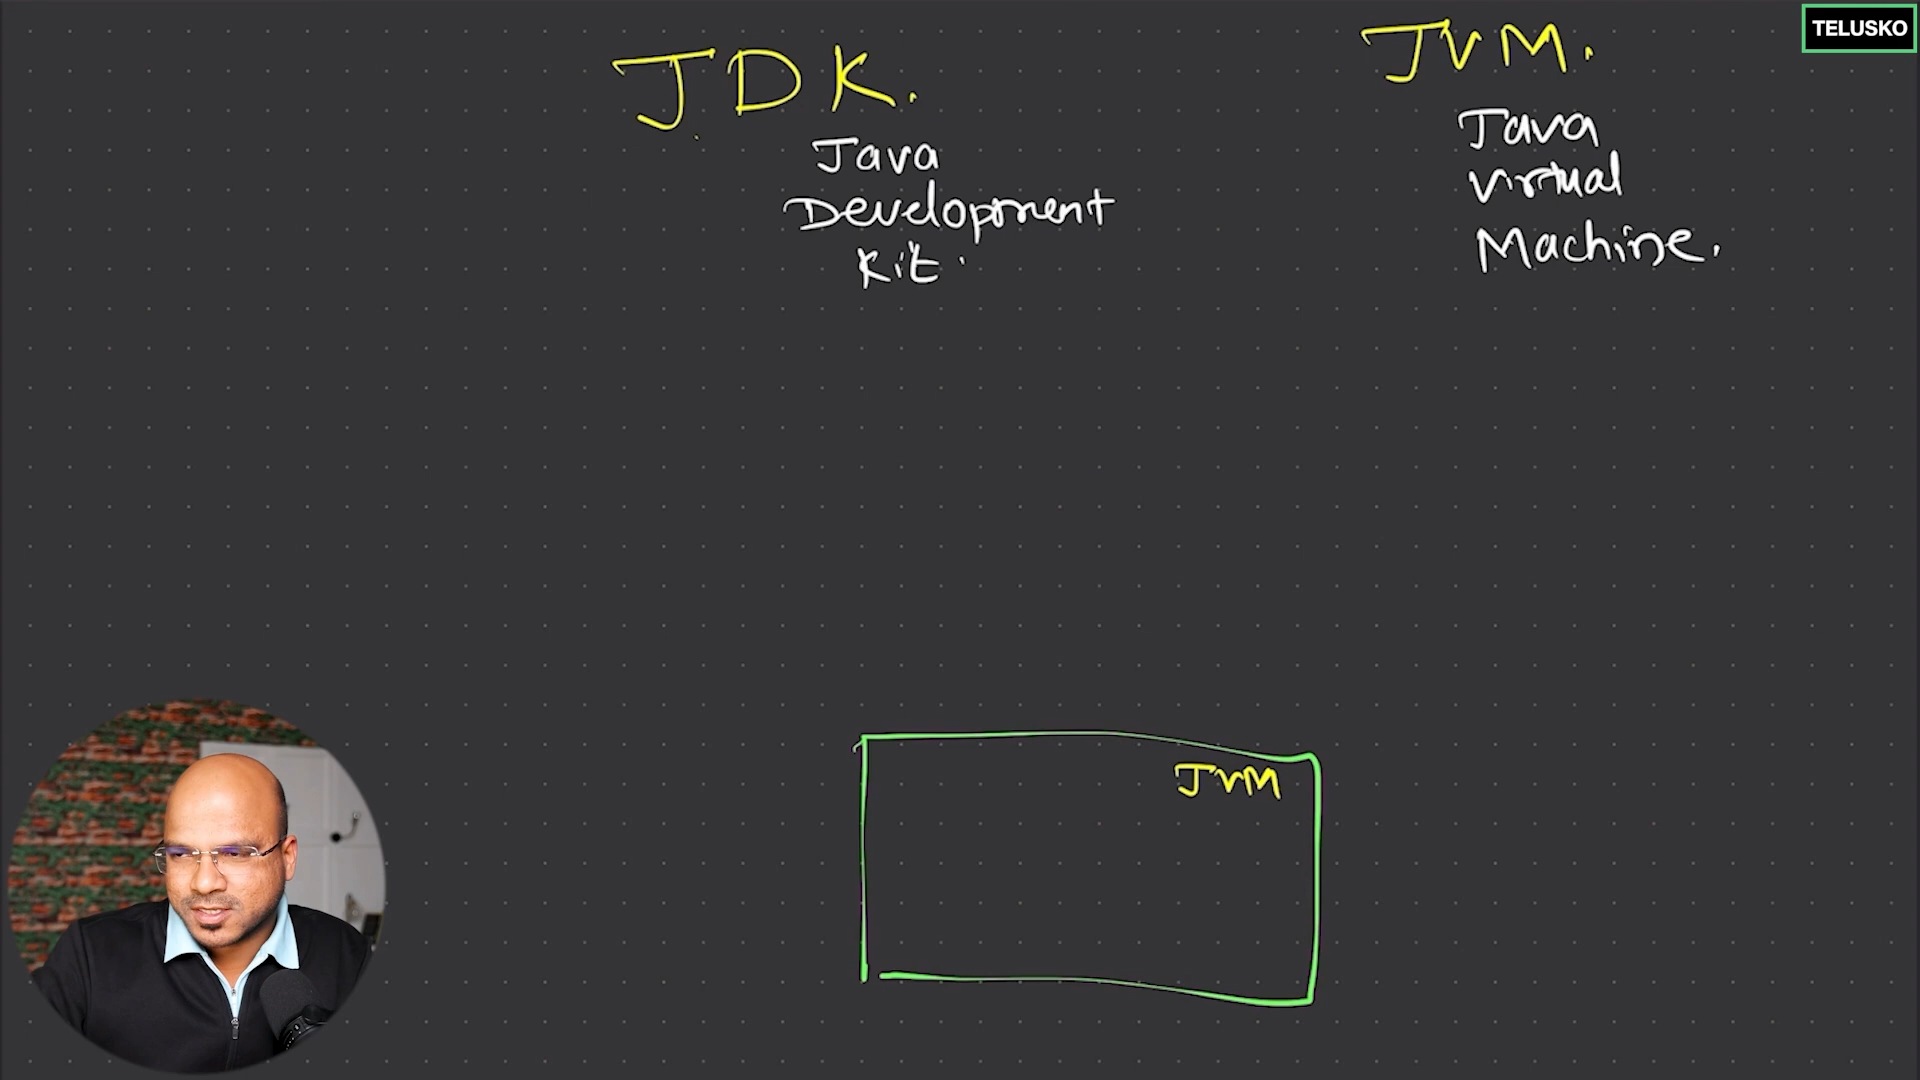 TELUSKO
JDK.
Java
Development
Kit.
JVM.
Java
Virtual
Machine.
JVM